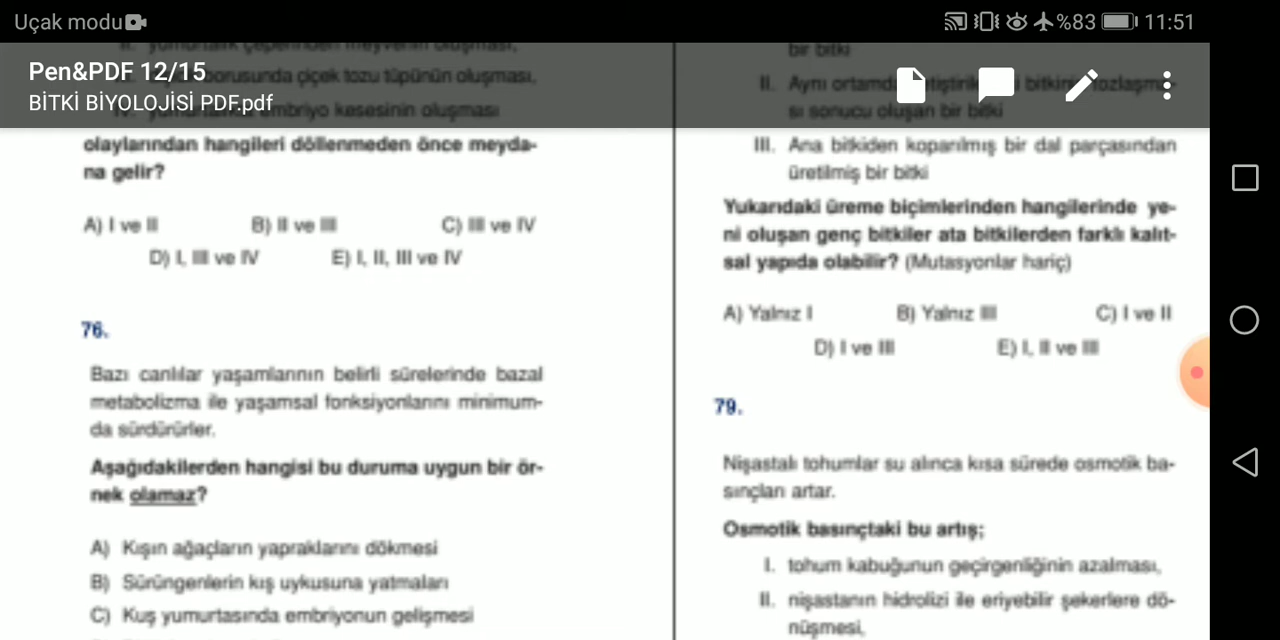 Uçak modu
%83 11:51
Pen&PDF 12/15
BİTKİ BİYOLOJİSİ PDF.pdf
II. yumurtalık çeperinden meyvenin oluşması,
borusunda çiçek tozu tüpünün oluşması,
embriyo kesesinin oluşması
olaylarından hangileri döllenmeden önce meyda-
na gelir?
A) I ve II B) II ve III C) III ve IV
D) I, III ve IV E) I, II, III ve IV
76.
Bazı canlılar yaşamlarının belirli sürelerinde bazal
metabolizma ile yaşamsal fonksiyonlarını minimum-
da sürdürürler.
Aşağıdakilerden hangisi bu duruma uygun bir ör-
nek olamaz?
A) Kışın ağaçların yapraklarını dökmesi
B) Sürüngenlerin kış uykusuna yatmaları
C) Kuş yumurtasında embriyonun gelişmesi
bir bitki
II. Aynı ortamda bitkinin tozlaşma-
sı sonucu oluşan bir bitki
III. Ana bitkiden koparılmış bir dal parçasından
üretilmiş bir bitki
Yukarıdaki üreme biçimlerinden hangilerinde ye-
ni oluşan genç bitkiler ata bitkilerden farklı kalıt-
sal yapıda olabilir? (Mutasyonlar hariç)
A) Yalnız I B) Yalnız III C) I ve II
D) I ve III E) I, II ve III
79.
Nişastalı tohumlar su alınca kısa sürede osmotik ba-
sınçları artar.
Osmotik basınçtaki bu artış;
I. tohum kabuğunun geçirgenliğinin azalması,
II. nişastanın hidrolizi ile eriyebilir şekerlere dö-
nüşmesi,